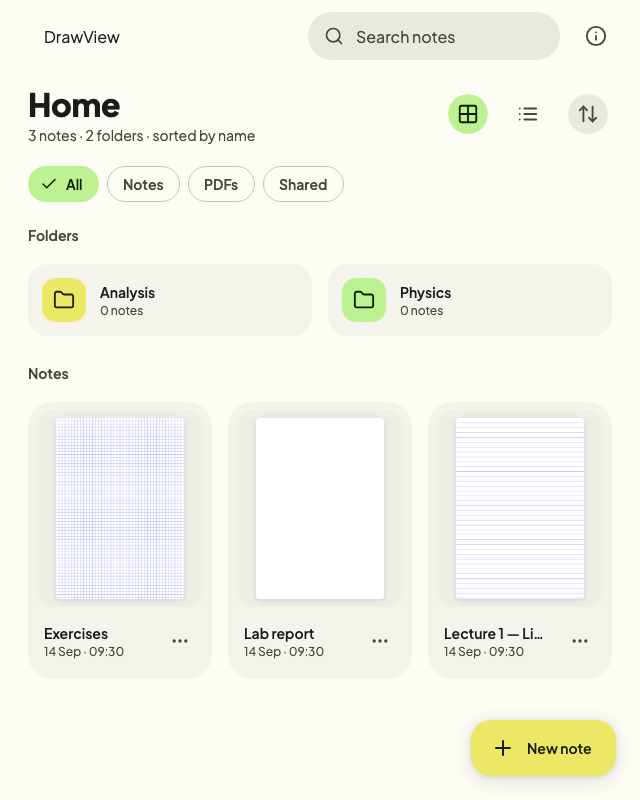 DrawView
Search notes
Home
3 notes · 2 folders · sorted by name
All
Notes
PDFs
Shared
Folders
Analysis
0 notes
Physics
0 notes
Notes
Exercises
14 Sep · 09:30
Lab report
14 Sep · 09:30
Lecture 1 — Li…
14 Sep · 09:30
New note